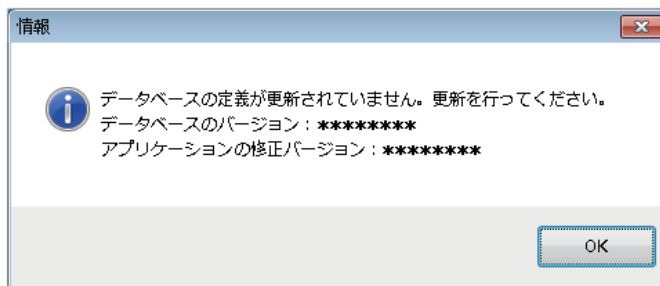 情報
データベースの定義が更新されていません。更新を行ってください。
データベースのバージョン：********
アプリケーションの修正バージョン：********
OK